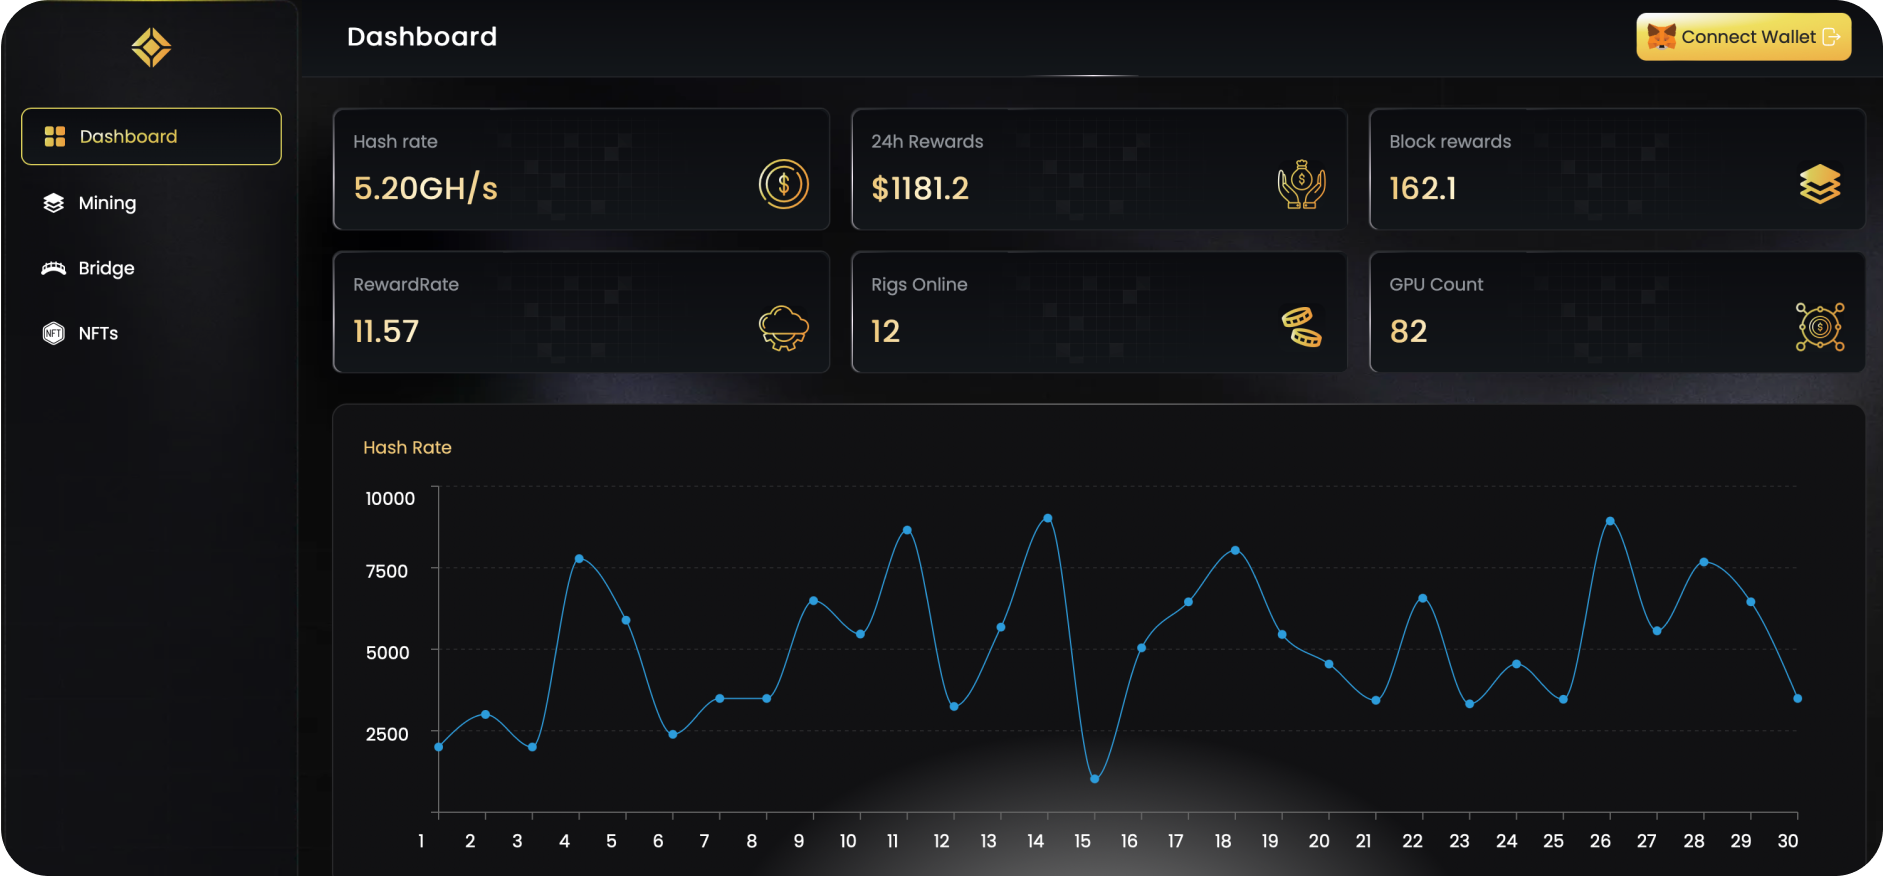 Dashboard
Connect Wallet
Dashboard
Mining
Bridge
NFT
NFTs
Hash rate
5.20GH/s
24h Rewards
$1181.2
Block rewards
162.1
RewardRate
11.57
Rigs Online
12
GPU Count
82
Hash Rate
10000
7500
5000
2500
1 2 3 4 5 6 7 8 9 10 11 12 13 14 15 16 17 18 19 20 21 22 23 24 25 26 27 28 29 30